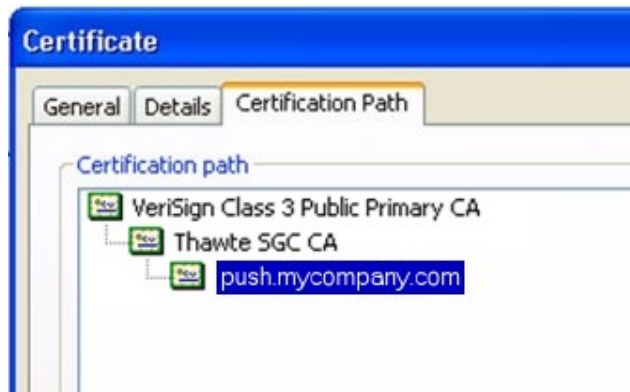 Certificate
General Details Certification Path
Certification path
VeriSign Class 3 Public Primary CA
Thawte SGC CA
push.mycompany.com